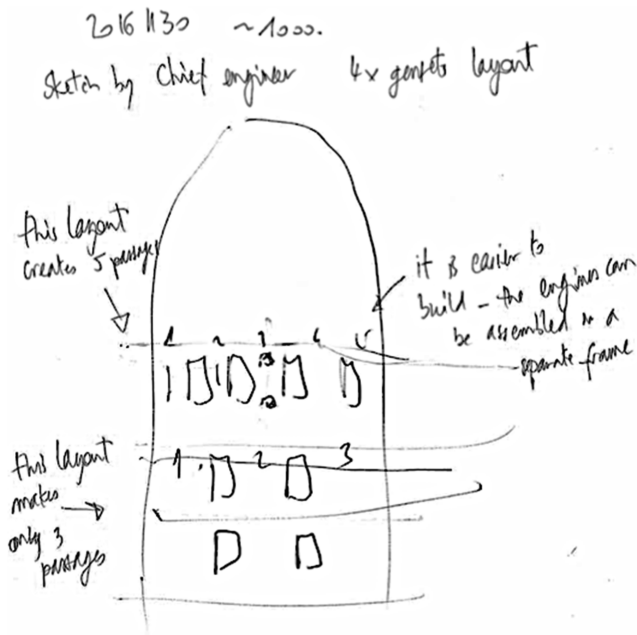 2016 1130 ~1000.
Sketch by Chief engineer 4x gensets layout
this layout
creates 5 passages
it is easier to
build - the engines can
be assembled in a
separate frame
1 2 3 4 5
this layout
makes
only 3
passages
1 2 3